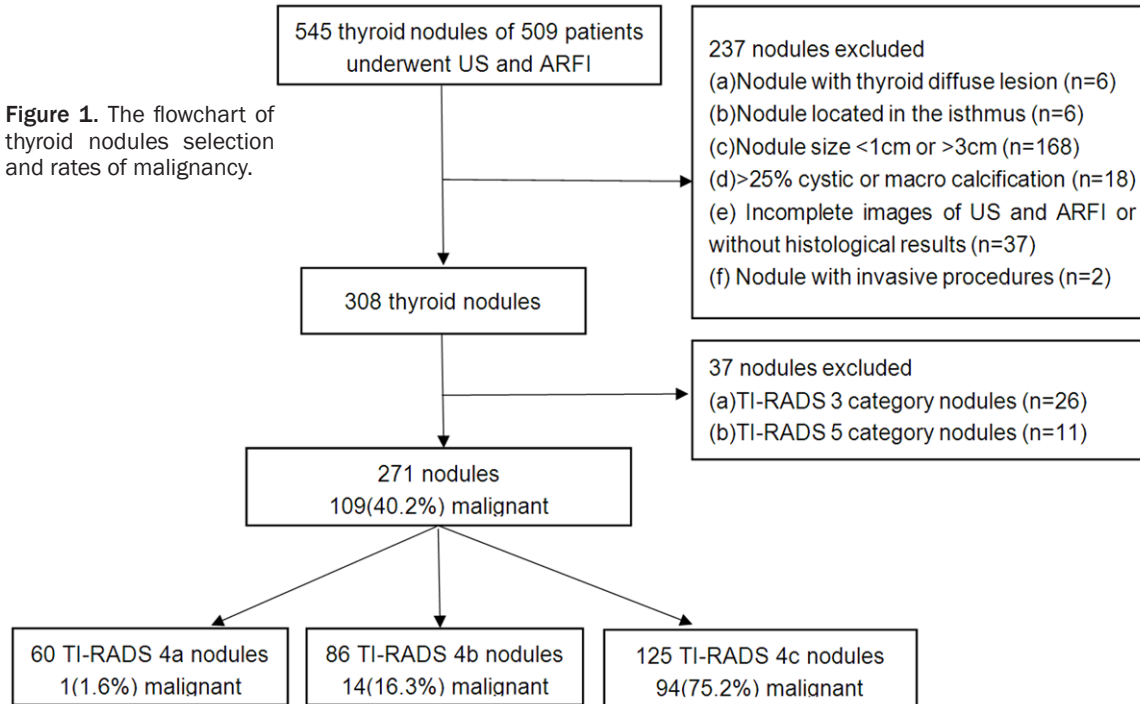 545 thyroid nodules of 509 patients
underwent US and ARFI
237 nodules excluded
(a)Nodule with thyroid diffuse lesion (n=6)
(b)Nodule located in the isthmus (n=6)
(c)Nodule size <1cm or >3cm (n=168)
(d)>25% cystic or macro calcification (n=18)
(e) Incomplete images of US and ARFI or
without histological results (n=37)
(f) Nodule with invasive procedures (n=2)
Figure 1. The flowchart of
thyroid nodules selection
and rates of malignancy.
308 thyroid nodules
37 nodules excluded
(a)TI-RADS 3 category nodules (n=26)
(b)TI-RADS 5 category nodules (n=11)
271 nodules
109(40.2%) malignant
60 TI-RADS 4a nodules
1(1.6%) malignant
86 TI-RADS 4b nodules
14(16.3%) malignant
125 TI-RADS 4c nodules
94(75.2%) malignant